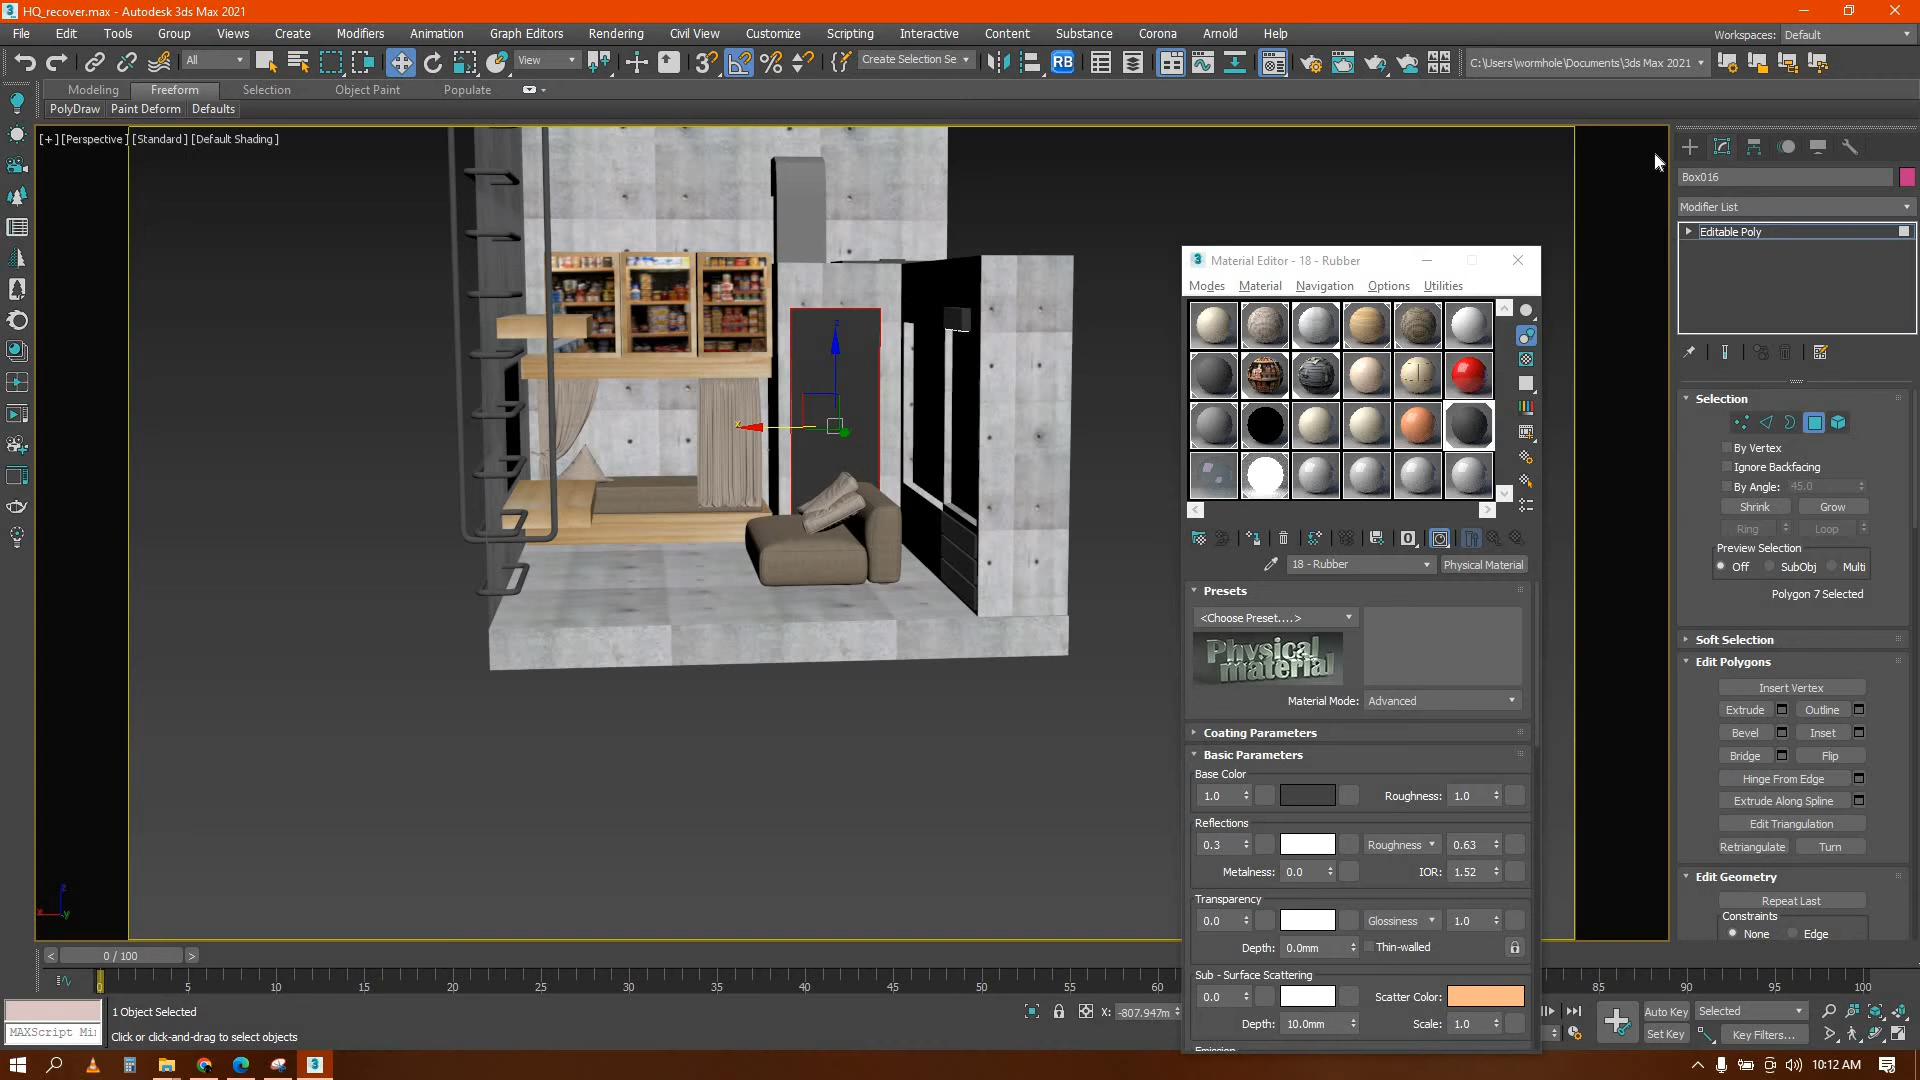 HQ_recover.max - Autodesk 3ds Max 2021
File Edit Tools Group Views Create Modifiers Animation Graph Editors Rendering Civil View Customize Scripting Interactive Content Substance Corona Arnold Help
Workspaces: Default
All View Create Selection Se RB C:\Users\wormhole\Documents\3ds Max 2021
Modeling Freeform Selection Object Paint Populate
PolyDraw Paint Deform Defaults
[+] [Perspective] [Standard] [Default Shading]
Box016
Modifier List
Editable Poly
Material Editor - 18 - Rubber
Modes Material Navigation Options Utilities
18 - Rubber Physical Material
Presets
<Choose Preset....>
Physical material
Material Mode: Advanced
Coating Parameters
Basic Parameters
Base Color
1.0 Roughness: 1.0
Reflections
0.3 Roughness 0.63
Metalness: 0.0 IOR: 1.52
Transparency
0.0 Glossiness 1.0
Depth: 0.0mm Thin-walled
Sub - Surface Scattering
0.0 Scatter Color:
Depth: 10.0mm Scale: 1.0
Selection
By Vertex
Ignore Backfacing
By Angle: 45.0
Shrink Grow
Ring Loop
Preview Selection
Off SubObj Multi
Polygon 7 Selected
Soft Selection
Edit Polygons
Insert Vertex
Extrude Outline
Bevel Inset
Bridge Flip
Hinge From Edge
Extrude Along Spline
Edit Triangulation
Retriangulate Turn
Edit Geometry
Repeat Last
Constraints
None Edge
x
z
x y z
< 0 / 100 >
0 5 10 15 20 25 30 35 40 45 50 55 60 85 90 95 100
MAXScript Mi
1 Object Selected
Click or click-and-drag to select objects
X: -807.947m
Auto Key Selected
Set Key Key Filters...
10:12 AM